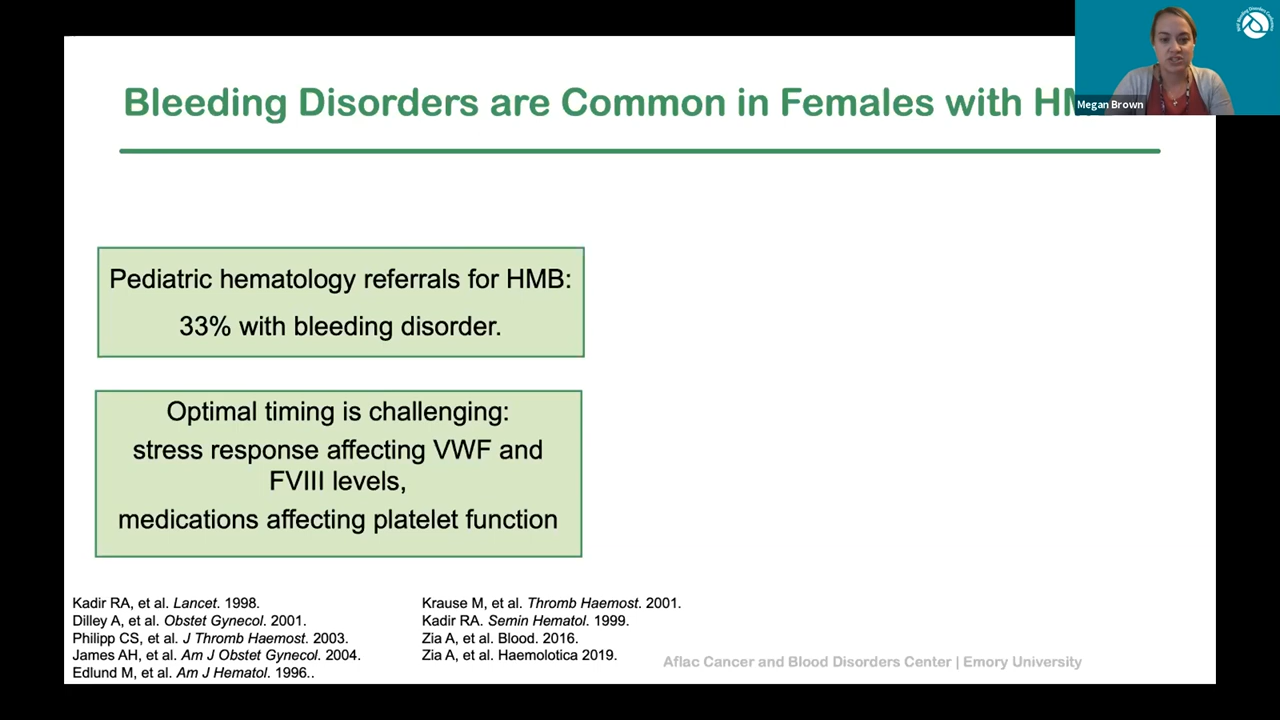 Bleeding Disorders are Common in Females with HM
Megan Brown
Pediatric hematology referrals for HMB:
33% with bleeding disorder.
Optimal timing is challenging:
stress response affecting VWF and
FVIII levels,
medications affecting platelet function
Kadir RA, et al. Lancet. 1998.
Dilley A, et al. Obstet Gynecol. 2001.
Philipp CS, et al. J Thromb Haemost. 2003.
James AH, et al. Am J Obstet Gynecol. 2004.
Edlund M, et al. Am J Hematol. 1996..
Krause M, et al. Thromb Haemost. 2001.
Kadir RA. Semin Hematol. 1999.
Zia A, et al. Blood. 2016.
Zia A, et al. Haemolotica 2019.
Aflac Cancer and Blood Disorders Center | Emory University